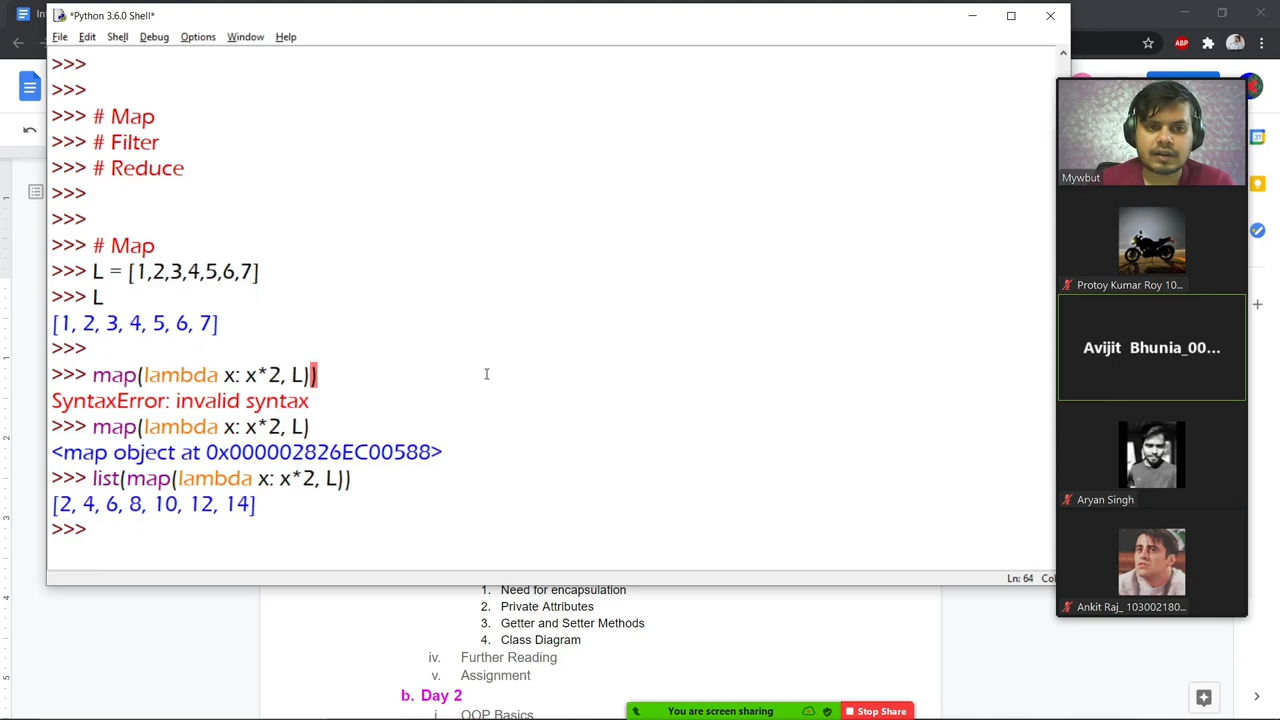 *Python 3.6.0 Shell*
File Edit Shell Debug Options Window Help
ABP
>>>
>>>
>>> # Map
>>> # Filter
>>> # Reduce
>>>
>>>
>>> # Map
>>> L = [1,2,3,4,5,6,7]
>>> L
[1, 2, 3, 4, 5, 6, 7]
>>>
>>> map(lambda x: x*2, L))
SyntaxError: invalid syntax
>>> map(lambda x: x*2, L)
<map object at 0x000002826EC00588>
>>> list(map(lambda x: x*2, L))
[2, 4, 6, 8, 10, 12, 14]
>>>
Ln: 64
Mywbut
Protoy Kumar Roy 10...
Avijit Bhunia_00...
Aryan Singh
Ankit Raj_ 103002180...
1. Need for encapsulation
2. Private Attributes
3. Getter and Setter Methods
4. Class Diagram
iv. Further Reading
v. Assignment
b. Day 2
i. OOP Basics
You are screen sharing
Stop Share